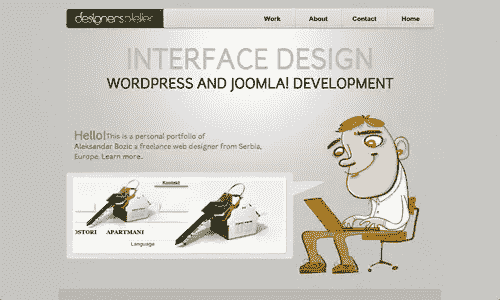 designersatelier
Work About Contact Home
INTERFACE DESIGN
WORDPRESS AND JOOMLA! DEVELOPMENT
Hello! This is a personal portfolio of
Aleksandar Bozic a freelance web designer from Serbia,
Europe. Learn more.
Kontakt
OSTORI APARTMANI
Language